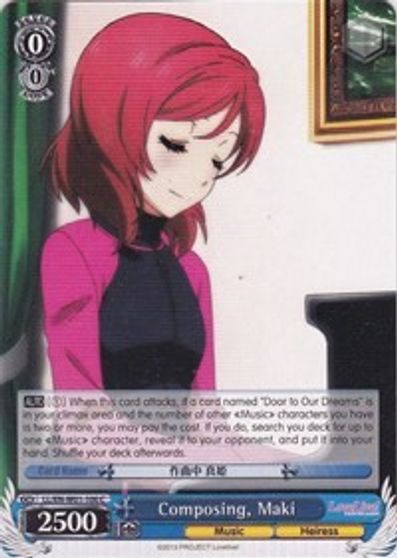 LEVEL
0
0
COST
AUTO [(1)] When this card attacks, if a card named "Door to Our Dreams" is
in your climax area and the number of other «Music» characters you have
is two or more, you may pay the cost. If you do, search your deck for up to
one «Music» character, reveal it to your opponent, and put it into your
hand. Shuffle your deck afterwards.
Card Name
作曲中 真姫
Composing, Maki
2500
Music
Heiress
LoveLive!
©2013 PROJECT Lovelive!